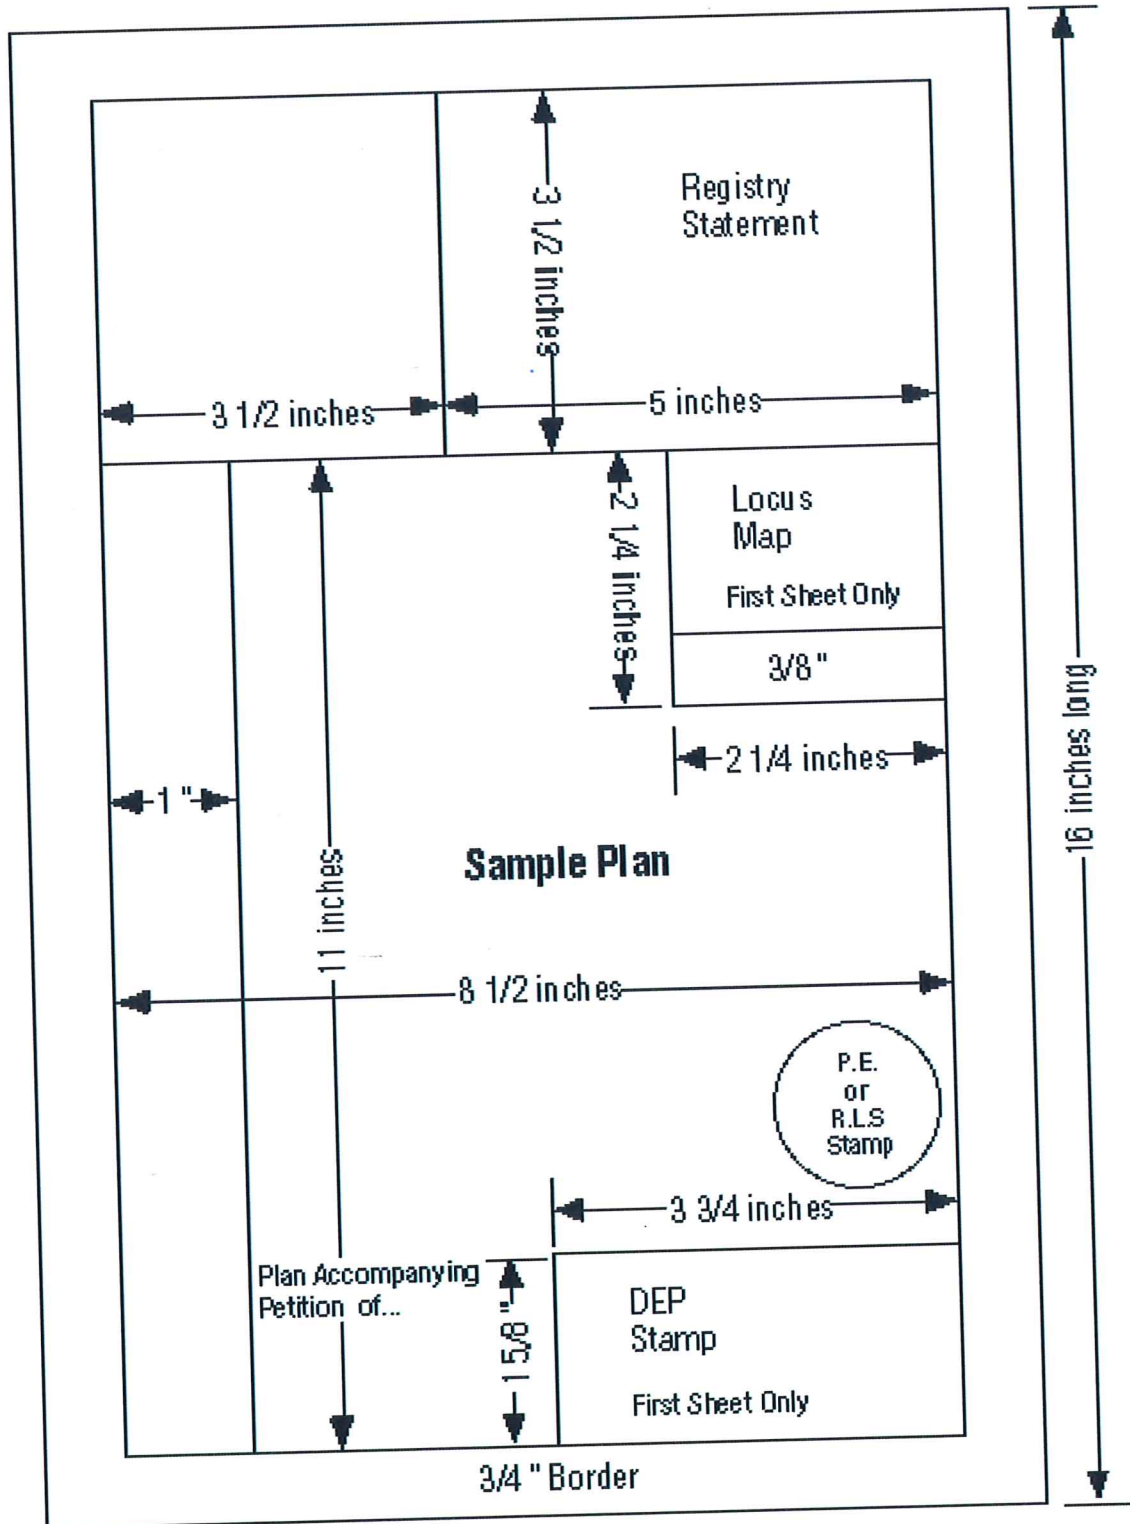 Registry
Statement
3 1/2 inches
3 1/2 inches
5 inches
Locus
Map
First Sheet Only
3/8 "
2 1/4 inches
2 1/4 inches
1 "
Sample Plan
11 inches
8 1/2 inches
16 inches long
P.E.
or
R.L.S
Stamp
3 3/4 inches
Plan Accompanying
Petition of...
1 5/8 "
DEP
Stamp
First Sheet Only
3/4 " Border